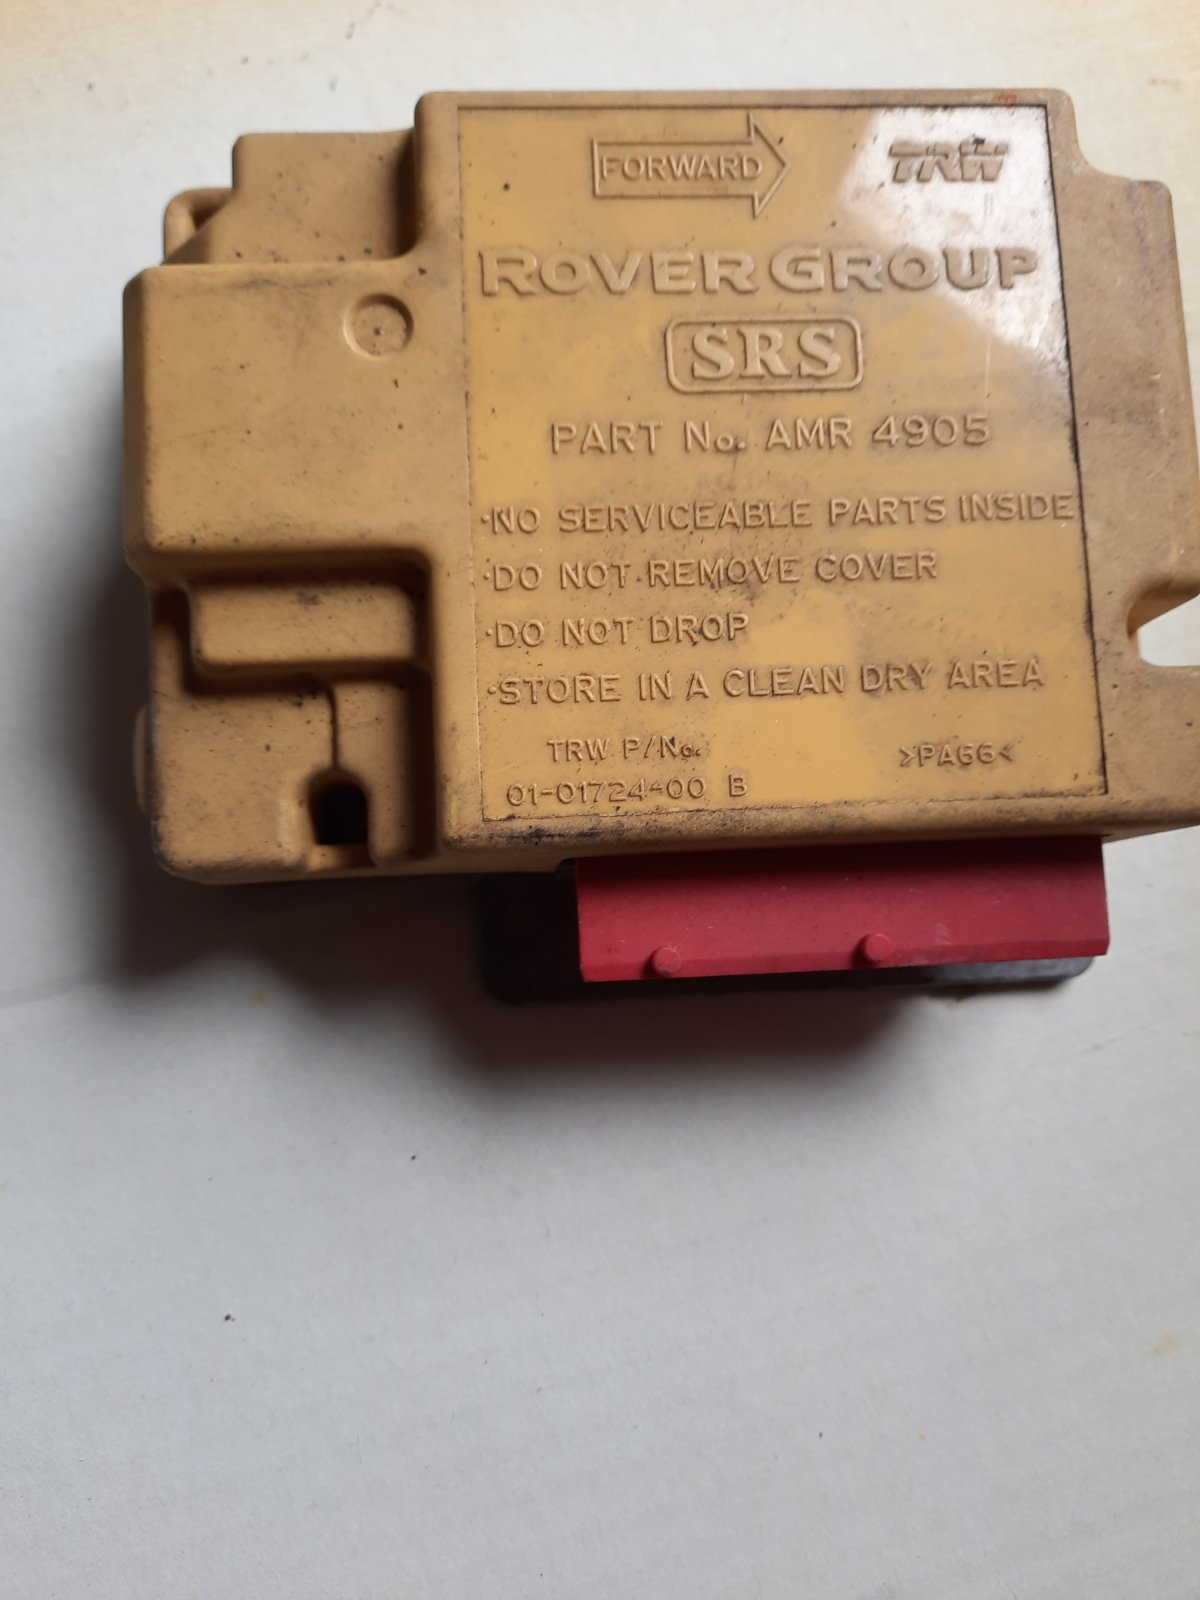 FORWARD
TRW
ROVER GROUP
SRS
PART No. AMR 4905
·NO SERVICEABLE PARTS INSIDE
·DO NOT REMOVE COVER
·DO NOT DROP
·STORE IN A CLEAN DRY AREA
TRW P/No.
01-01724-00 B
>PA66<